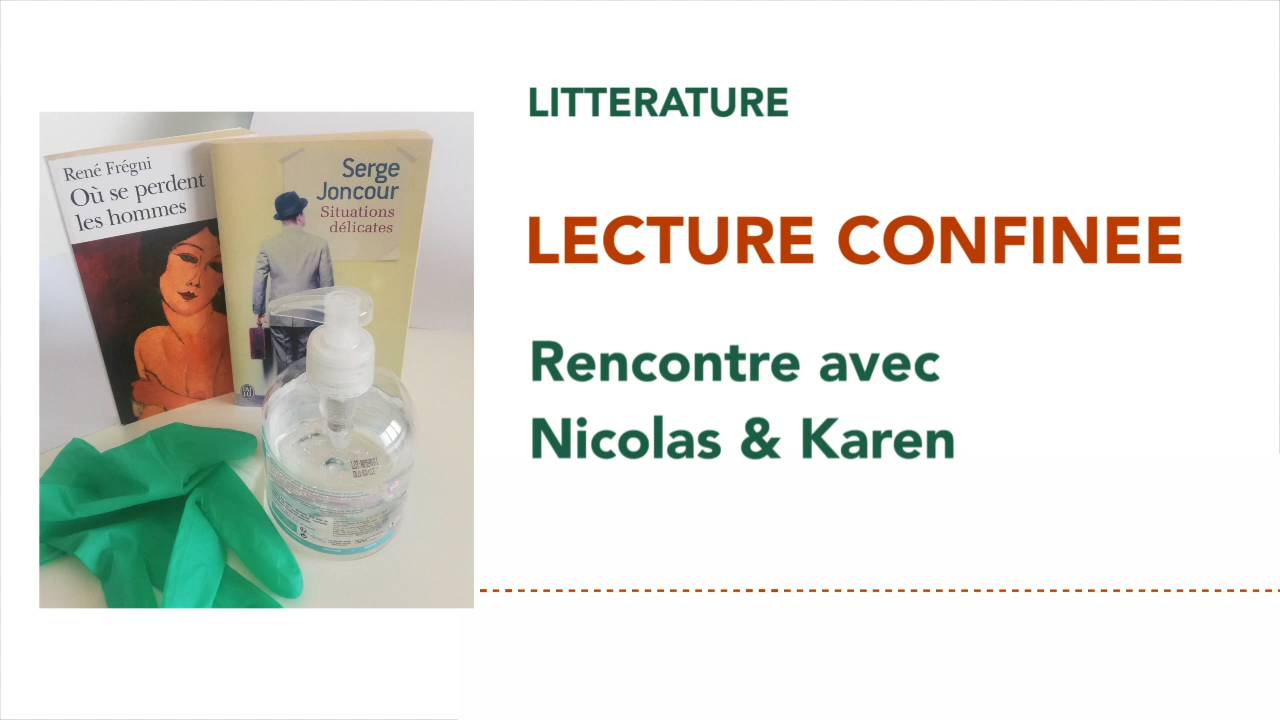 LITTERATURE
LECTURE CONFINEE
Rencontre avec
Nicolas & Karen
René Frégni
Où se perdent
les hommes
Serge
Joncour
Situations
délicates